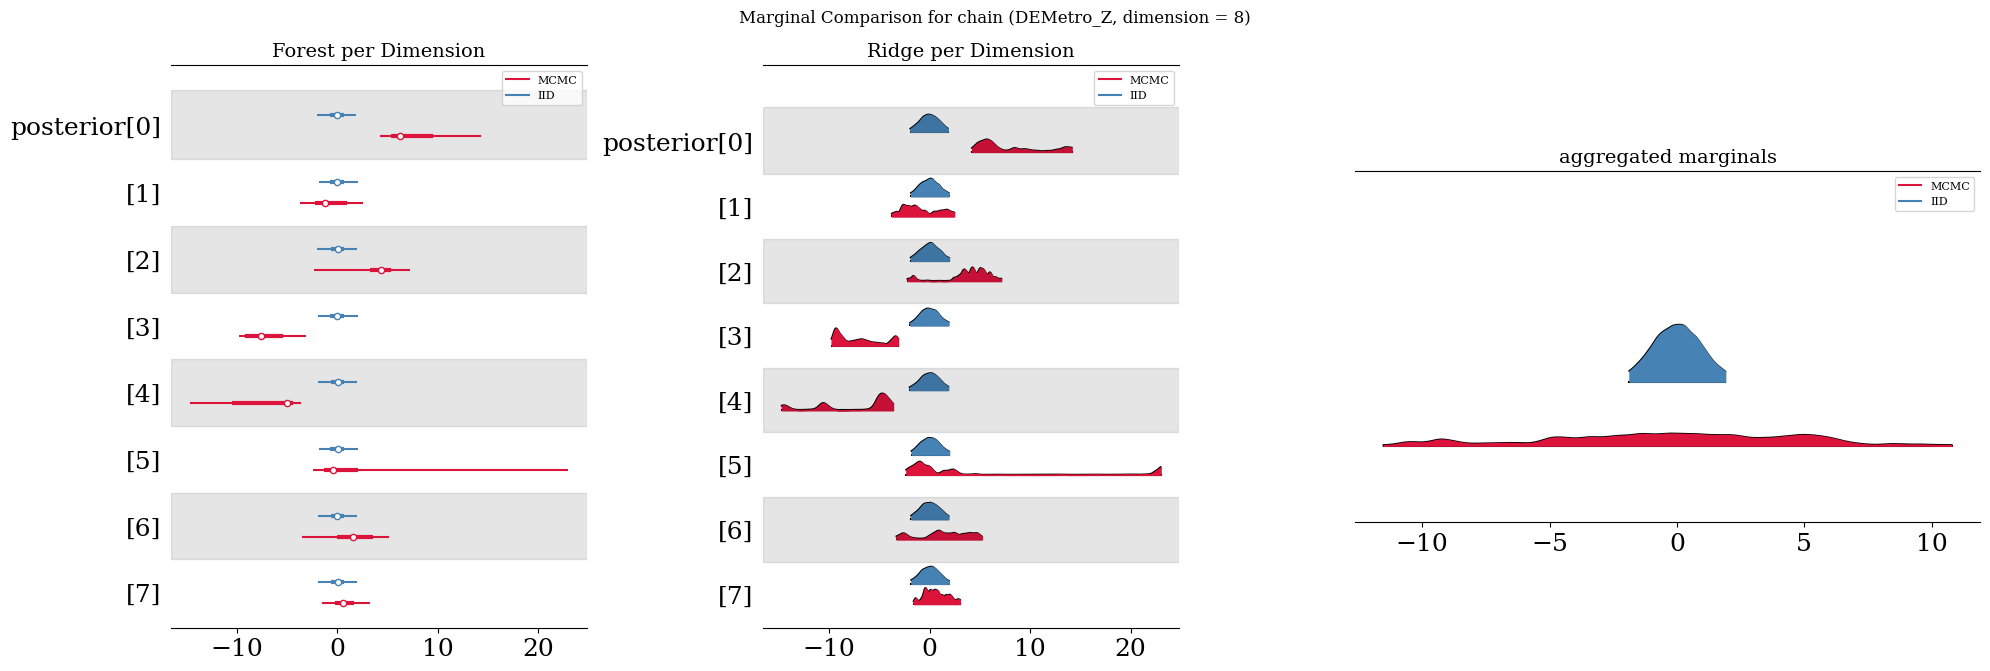 Marginal Comparison for chain (DEMetro_Z, dimension = 8)
Forest per Dimension
MCMC
IID
posterior[0]
[1]
[2]
[3]
[4]
[5]
[6]
[7]
−10 0 10 20
Ridge per Dimension
MCMC
IID
posterior[0]
[1]
[2]
[3]
[4]
[5]
[6]
[7]
−10 0 10 20
aggregated marginals
MCMC
IID
−10 −5 0 5 10